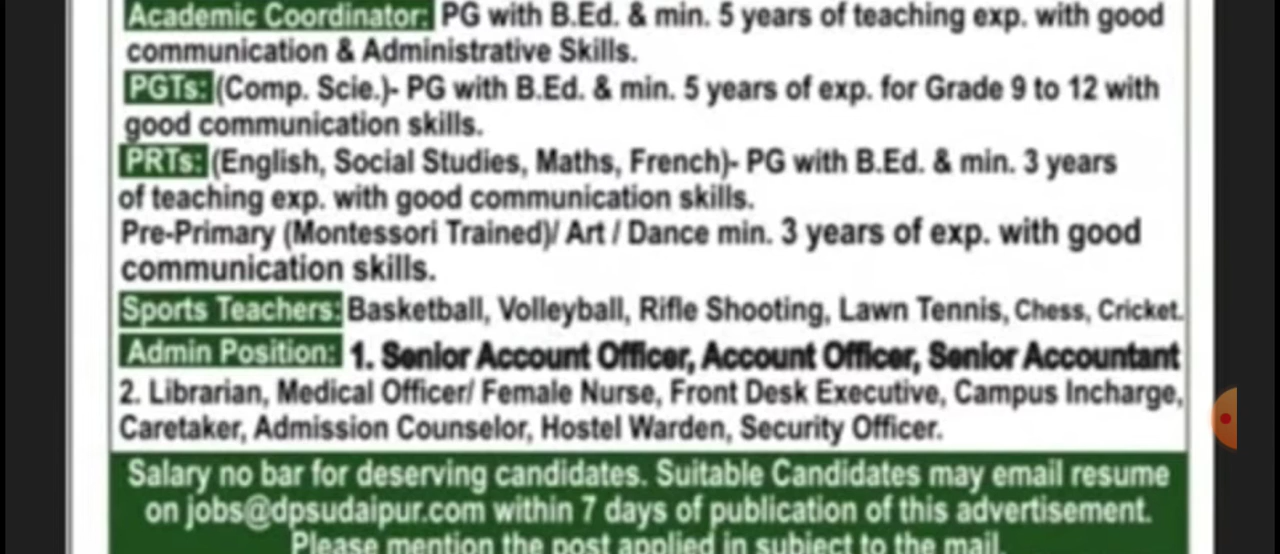 Academic Coordinator: PG with B.Ed. & min. 5 years of teaching exp. with good
communication & Administrative Skills.
PGTs: (Comp. Scie.)- PG with B.Ed. & min. 5 years of exp. for Grade 9 to 12 with
good communication skills.
PRTs: (English, Social Studies, Maths, French)- PG with B.Ed. & min. 3 years
of teaching exp. with good communication skills.
Pre-Primary (Montessori Trained)/ Art / Dance min. 3 years of exp. with good
communication skills.
Sports Teachers: Basketball, Volleyball, Rifle Shooting, Lawn Tennis, Chess, Cricket.
Admin Position: 1. Senior Account Officer, Account Officer, Senior Accountant
2. Librarian, Medical Officer/ Female Nurse, Front Desk Executive, Campus Incharge,
Caretaker, Admission Counselor, Hostel Warden, Security Officer.
Salary no bar for deserving candidates. Suitable Candidates may email resume
on jobs@dpsudaipur.com within 7 days of publication of this advertisement.
Please mention the post applied in subject to the mail.